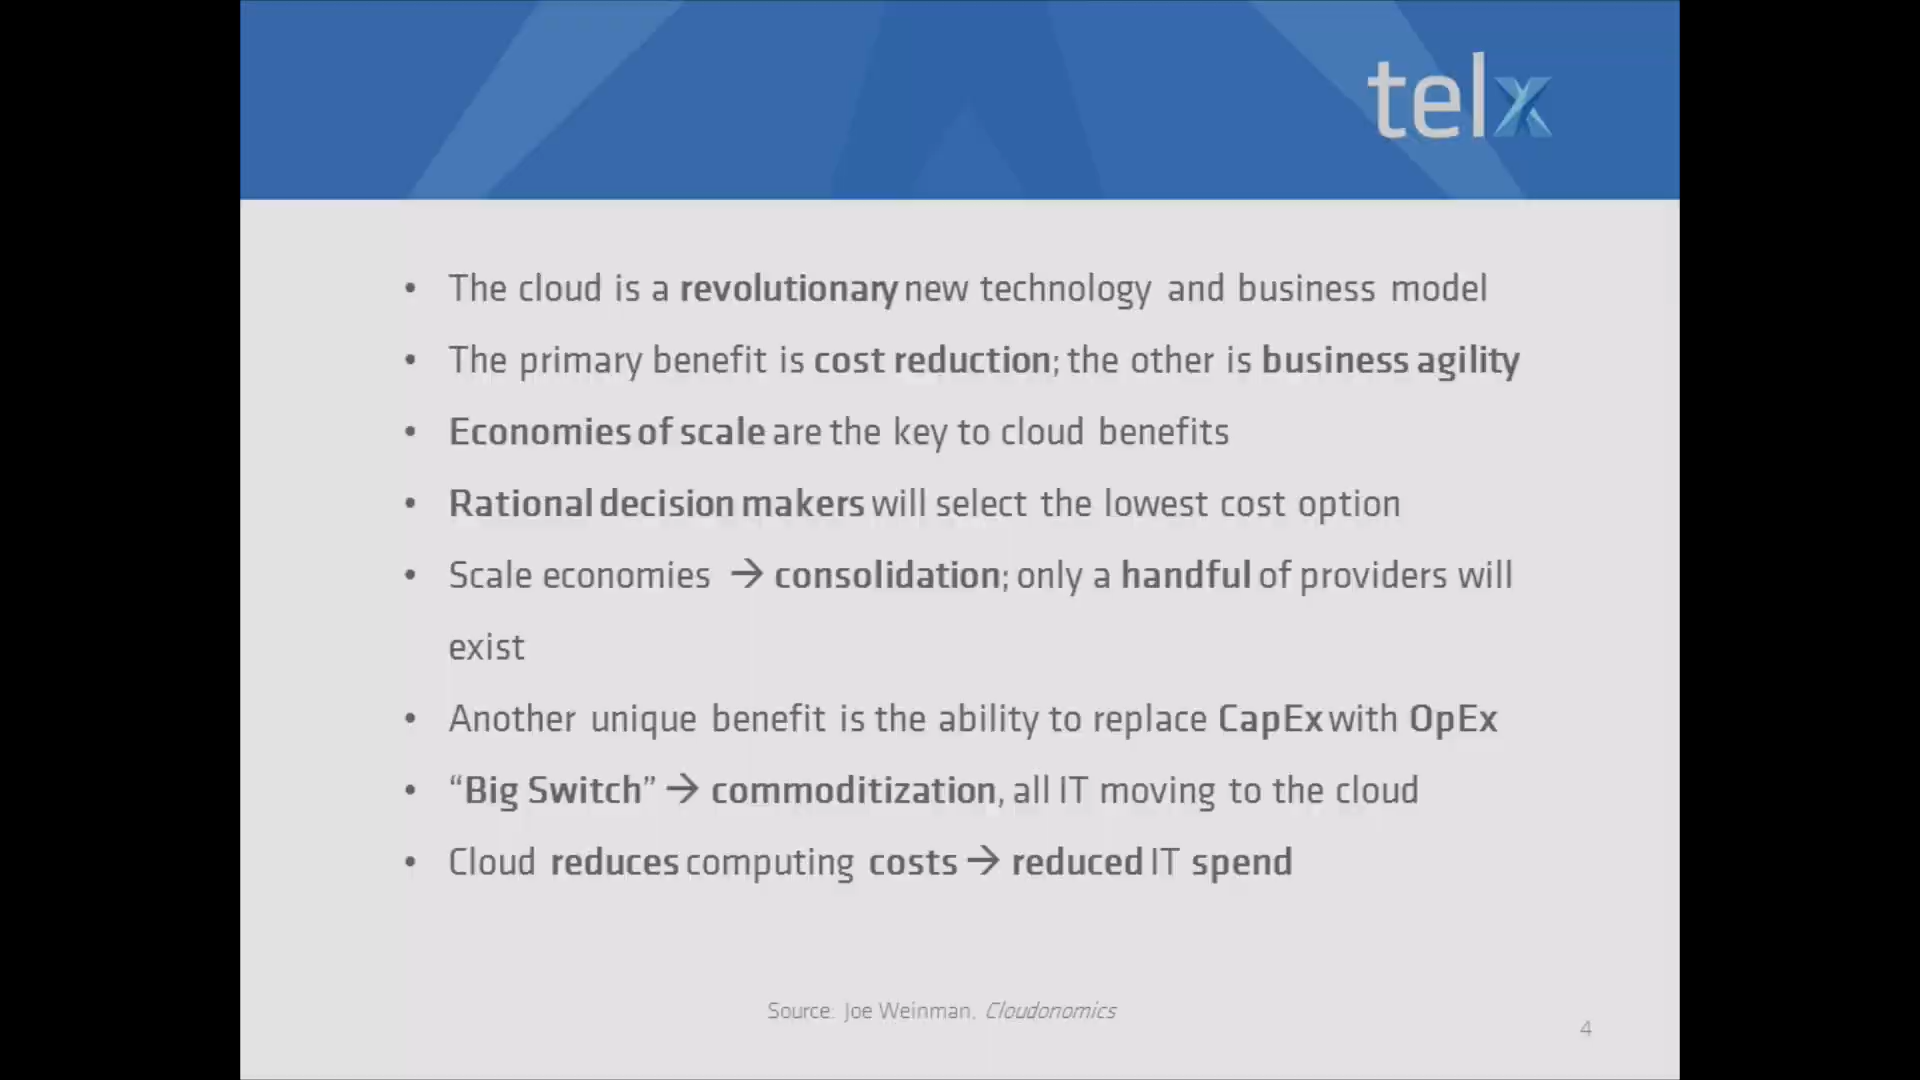 telx
• The cloud is a revolutionary new technology and business model
• The primary benefit is cost reduction; the other is business agility
• Economies of scale are the key to cloud benefits
• Rational decision makers will select the lowest cost option
• Scale economies → consolidation; only a handful of providers will
exist
• Another unique benefit is the ability to replace CapEx with OpEx
• “Big Switch” → commoditization, all IT moving to the cloud
• Cloud reduces computing costs → reduced IT spend
Source: Joe Weinman, Cloudonomics
4